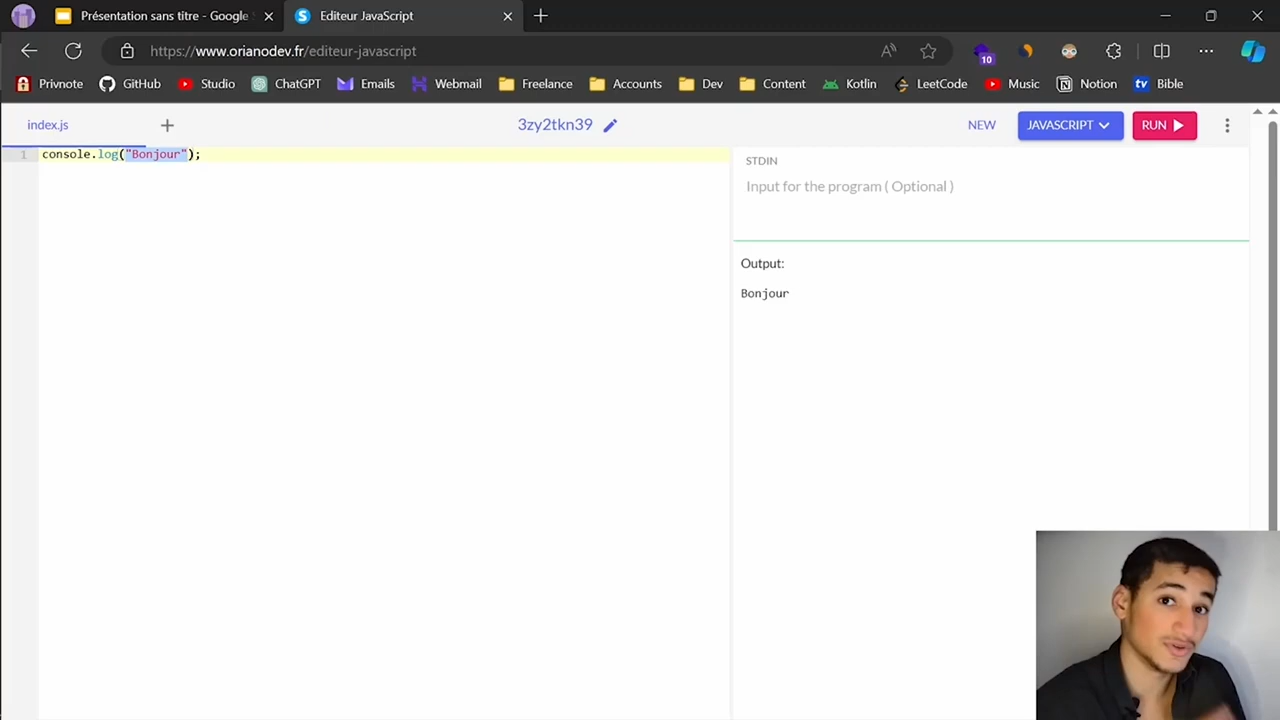 Présentation sans titre - Google
Editeur JavaScript
https://www.orianodev.fr/editeur-javascript
10
Privnote GitHub Studio ChatGPT Emails Webmail Freelance Accounts Dev Content Kotlin LeetCode Music Notion tv Bible
index.js
3zy2tkn39
NEW
JAVASCRIPT
RUN
1 console.log("Bonjour");
STDIN
Input for the program ( Optional )
Output:
Bonjour